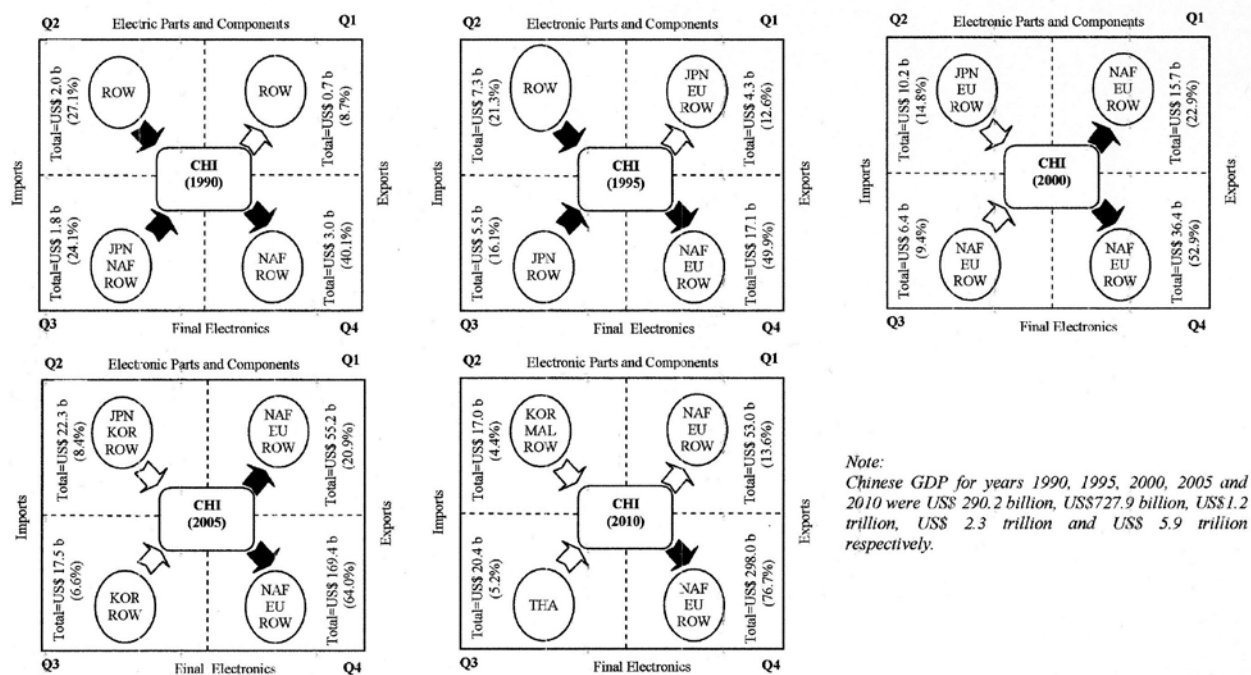 Q2 Electric Parts and Components Q1
Imports
Total=US$ 2.0 b
(27.1%)
ROW
ROW
Total=US$ 0.7 b
(8.7%)
CHI
(1990)
Total=US$ 1.8 b
(24.1%)
JPN
NAF
ROW
NAF
ROW
Total=US$ 3.0 b
(40.1%)
Exports
Q3 Final Electronics Q4
Q2 Electronic Parts and Components Q1
Imports
Total=US$ 7.3 b
(21.3%)
ROW
JPN
EU
ROW
Total=US$ 4.3 b
(12.6%)
CHI
(1995)
Total=US$ 5.5 b
(16.1%)
JPN
ROW
NAF
EU
ROW
Total=US$ 17.1 b
(49.9%)
Exports
Q3 Final Electronics Q4
Q2 Electronic Parts and Components Q1
Imports
Total=US$ 10.2 b
(14.8%)
JPN
EU
ROW
NAF
EU
ROW
Total=US$ 15.7 b
(22.9%)
CHI
(2000)
Total=US$ 6.4 b
(9.4%)
NAF
EU
ROW
NAF
EU
ROW
Total=US$ 36.4 b
(52.9%)
Exports
Q3 Final Electronics Q4
Q2 Electronic Parts and Components Q1
Imports
Total=US$ 22.3 b
(8.4%)
JPN
KOR
ROW
NAF
EU
ROW
Total=US$ 55.2 b
(20.9%)
CHI
(2005)
Total=US$ 17.5 b
(6.6%)
KOR
ROW
NAF
EU
ROW
Total=US$ 169.4 b
(64.0%)
Exports
Q3 Final Electronics Q4
Q2 Electronic Parts and Components Q1
Imports
Total=US$ 17.0 b
(4.4%)
KOR
MAL
ROW
NAF
EU
ROW
Total=US$ 53.0 b
(13.6%)
CHI
(2010)
Total=US$ 20.4 b
(5.2%)
THA
NAF
EU
ROW
Total=US$ 298.0 b
(76.7%)
Exports
Q3 Final Electronics Q4
Note:
Chinese GDP for years 1990, 1995, 2000, 2005 and
2010 were US$ 290.2 billion, US$727.9 billion, US$1.2
trillion, US$ 2.3 trillion and US$ 5.9 trillion
respectively.